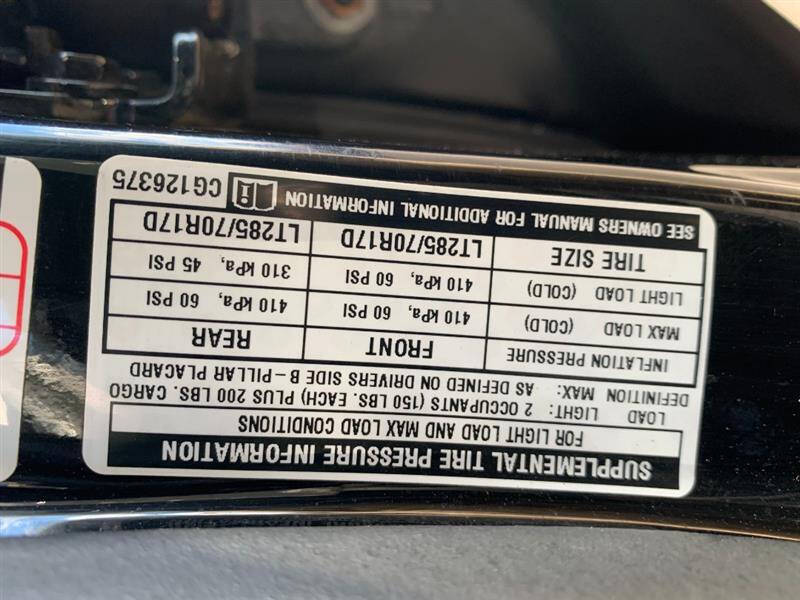 SUPPLEMENTAL TIRE PRESSURE INFORMATION
FOR LIGHT LOAD AND MAX LOAD CONDITIONS
LOAD LIGHT: 2 OCCUPANTS (150 LBS. EACH) PLUS 200 LBS. CARGO
DEFINITION MAX: AS DEFINED ON DRIVERS SIDE B-PILLAR PLACARD
INFLATION PRESSURE FRONT REAR
MAX LOAD (COLD) 410 kPa, 60 PSI 410 kPa, 60 PSI
LIGHT LOAD (COLD) 410 kPa, 60 PSI 310 kPa, 45 PSI
TIRE SIZE LT285/70R17D LT285/70R17D
SEE OWNERS MANUAL FOR ADDITIONAL INFORMATION i CG126375